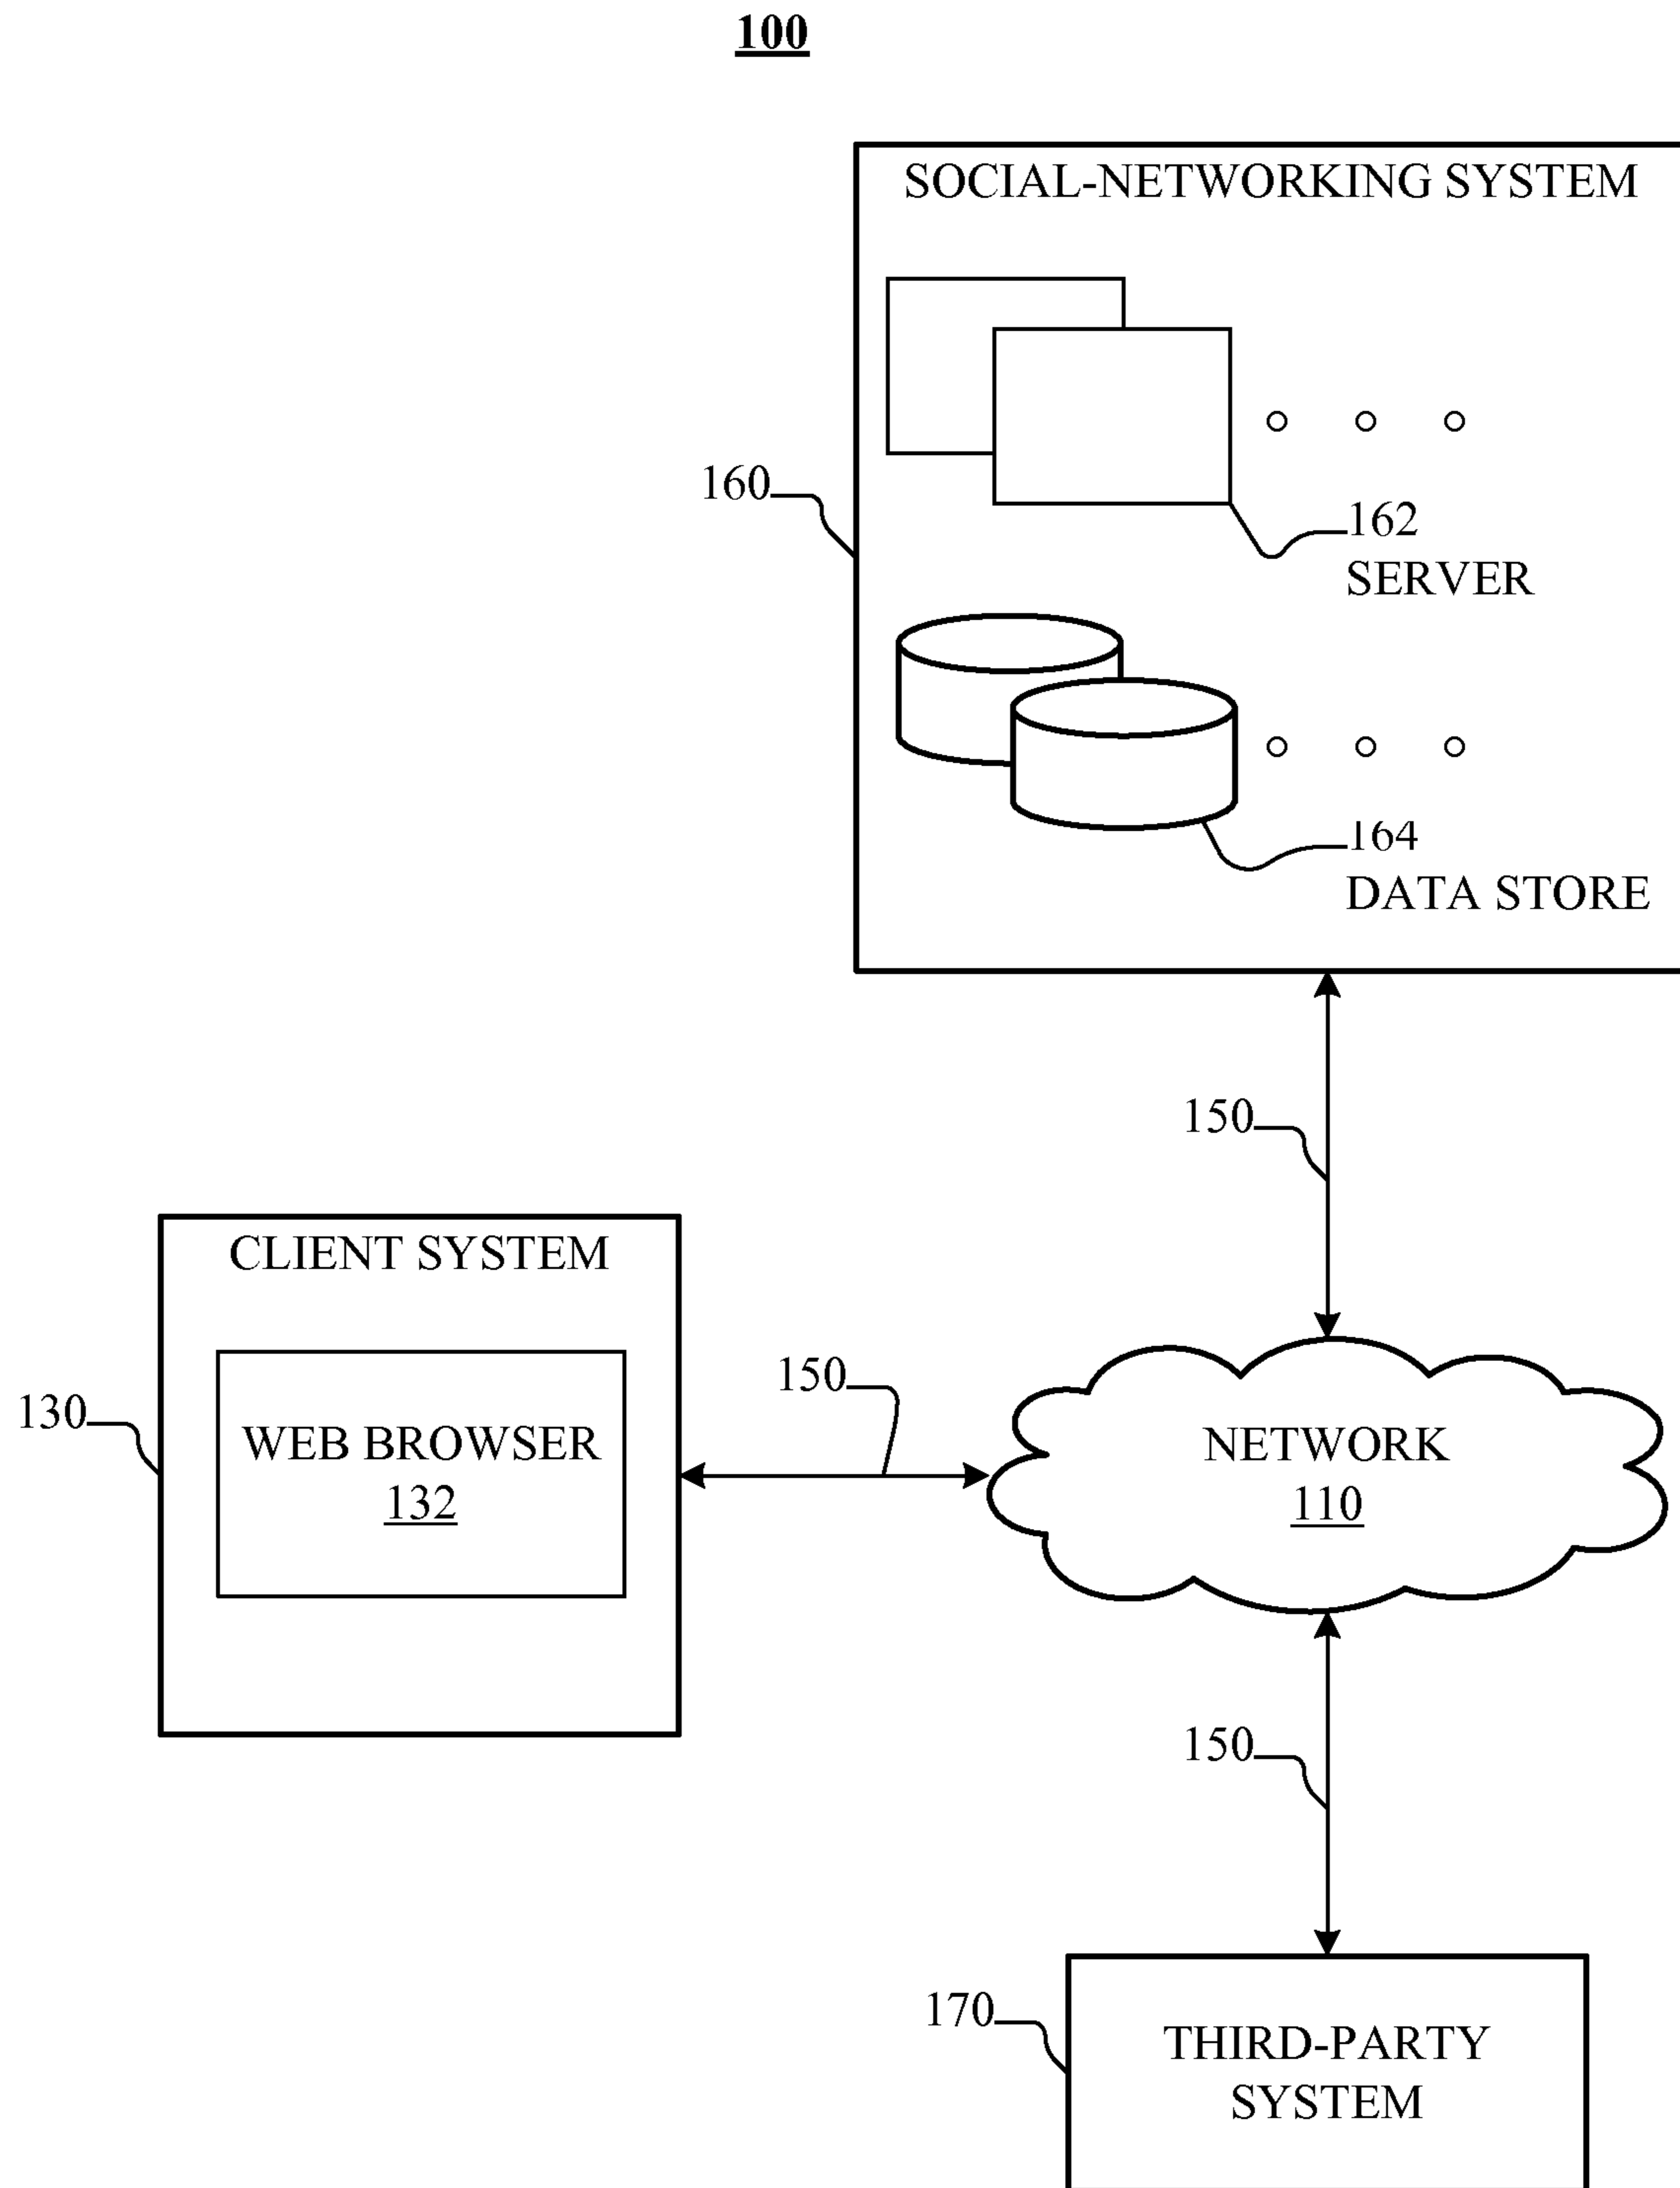 100
SOCIAL-NETWORKING SYSTEM
160
162
SERVER
164
DATA STORE
150
CLIENT SYSTEM
130
WEB BROWSER
132
150
NETWORK
110
150
170
THIRD-PARTY
SYSTEM